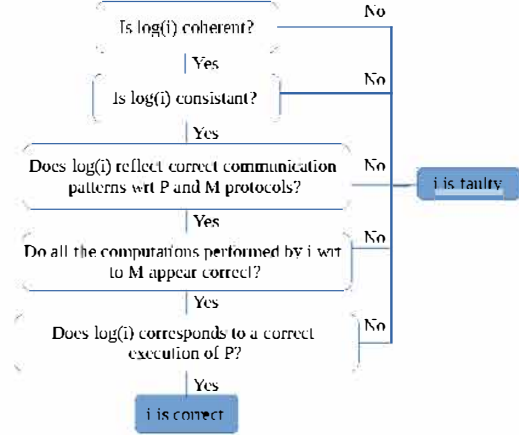 Is log(i) coherent?
No
Yes
Is log(i) consistant?
No
Yes
Does log(i) reflect correct communication
patterns wrt P and M protocols?
No
i is faulty
Yes
Do all the computations performed by i wrt
to M appear correct?
No
Yes
Does log(i) corresponds to a correct
execution of P?
No
Yes
i is correct